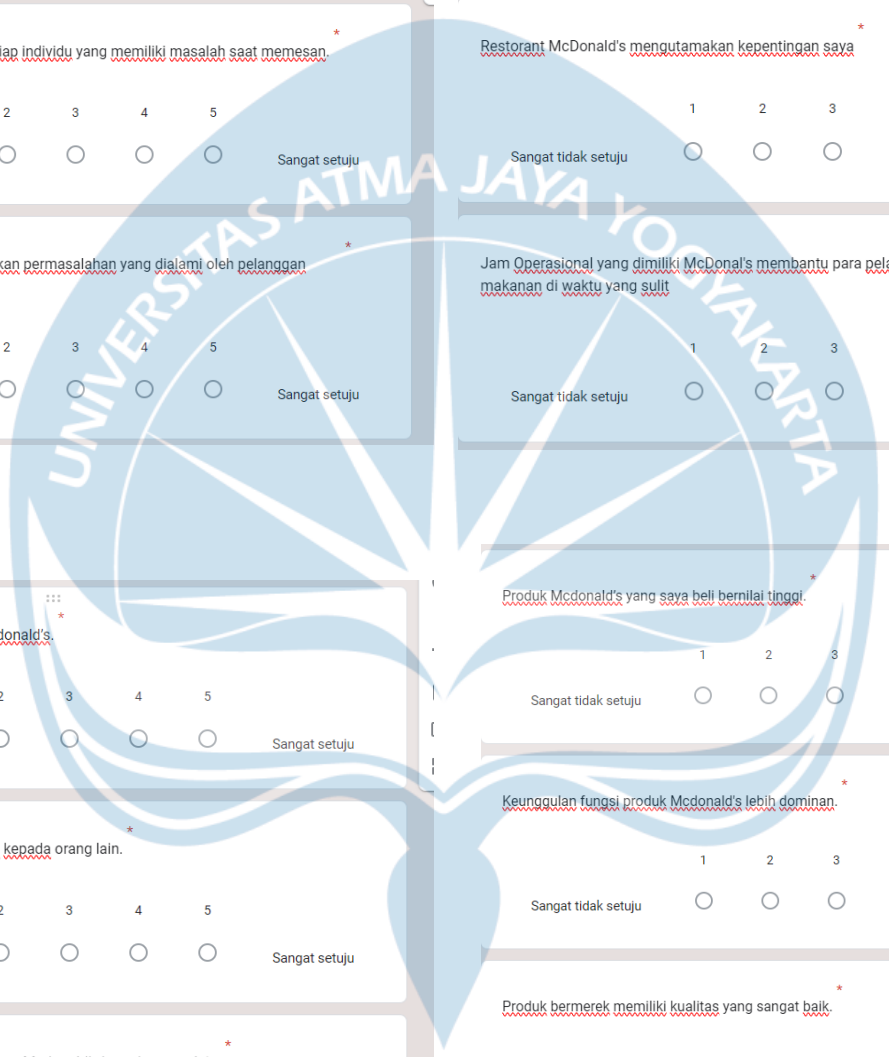 iap individu yang memiliki masalah saat memesan. *
2 3 4 5
Sangat setuju
kan permasalahan yang dialami oleh pelanggan *
2 3 4 5
Sangat setuju
donald's. *
2 3 4 5
Sangat setuju
kepada orang lain. *
2 3 4 5
Sangat setuju
*
Restorant McDonald's mengutamakan kepentingan saya *
1 2 3
Sangat tidak setuju
Jam Operasional yang dimiliki McDonal's membantu para pela
makanan di waktu yang sulit
1 2 3
Sangat tidak setuju
Produk Mcdonald's yang saya beli bernilai tinggi. *
1 2 3
Sangat tidak setuju
Keunggulan fungsi produk Mcdonald's lebih dominan. *
1 2 3
Sangat tidak setuju
Produk bermerek memiliki kualitas yang sangat baik. *
UNIVERSITAS ATMA JAYA YOGYAKARTA